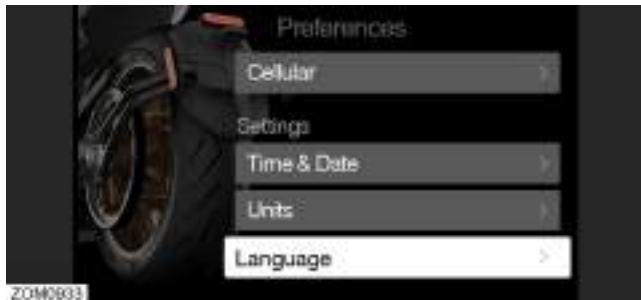 Preferences
Cellular
Settings
Time & Date
Units
Language
ZOM0933